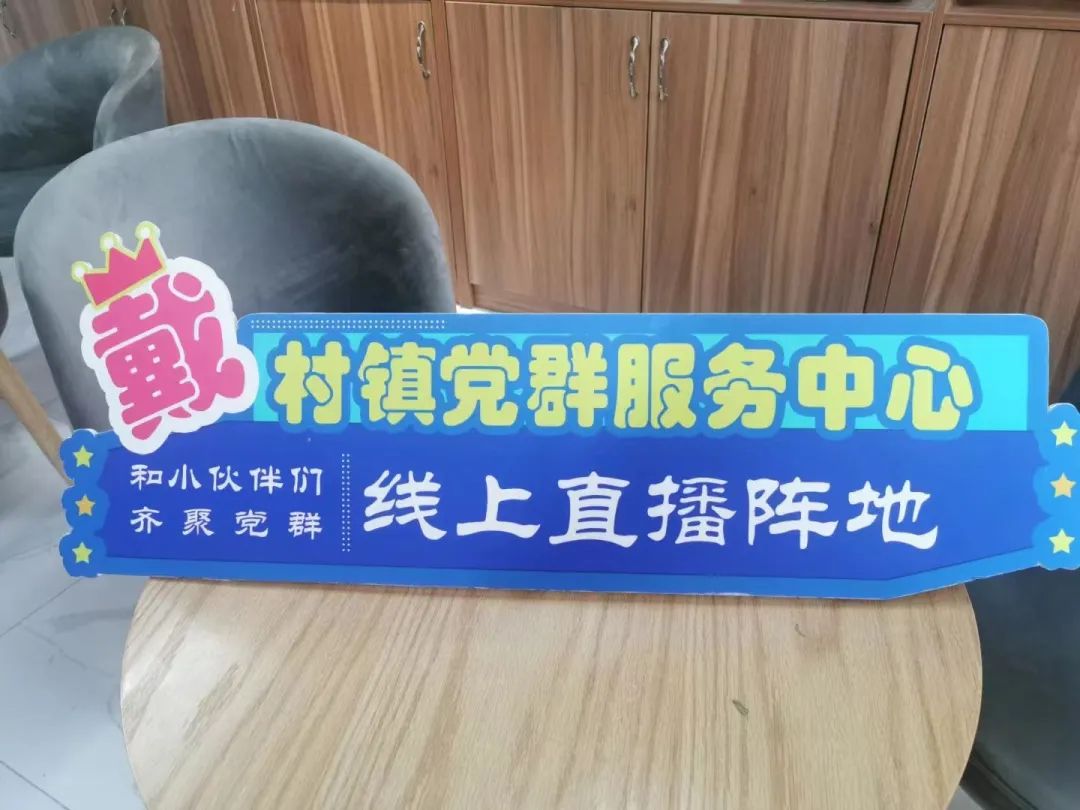 戴村镇党群服务中心
和小伙伴们
齐聚党群
线上直播阵地